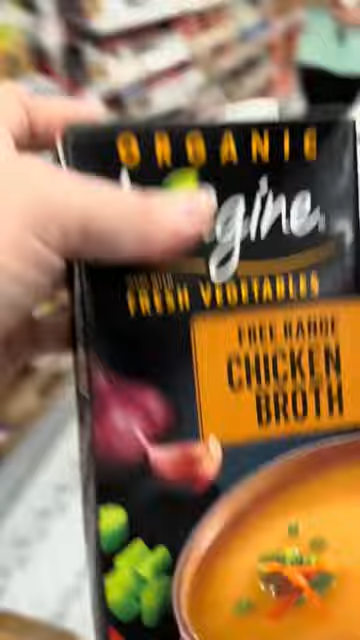 ORGANIC
gine
FRESH VEGETABLES
FREE RANGE
CHICKEN
BROTH